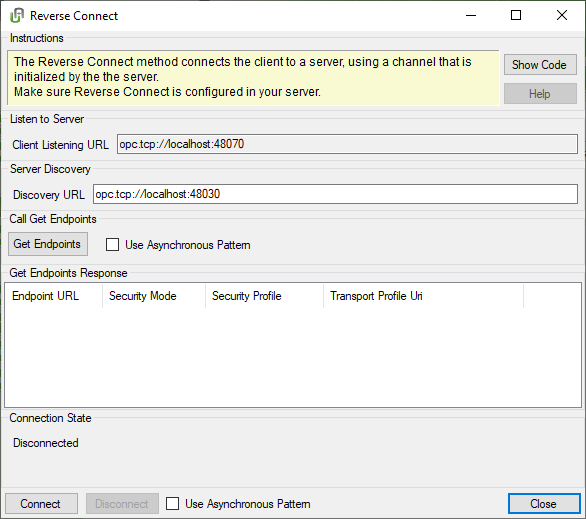 Reverse Connect
Instructions
The Reverse Connect method connects the client to a server, using a channel that is
initialized by the the server.
Make sure Reverse Connect is configured in your server.
Show Code
Help
Listen to Server
Client Listening URL opc.tcp://localhost:48070
Server Discovery
Discovery URL opc.tcp://localhost:48030
Call Get Endpoints
Get Endpoints Use Asynchronous Pattern
Get Endpoints Response
Endpoint URL Security Mode Security Profile Transport Profile Uri
Connection State
Disconnected
Connect Disconnect Use Asynchronous Pattern Close